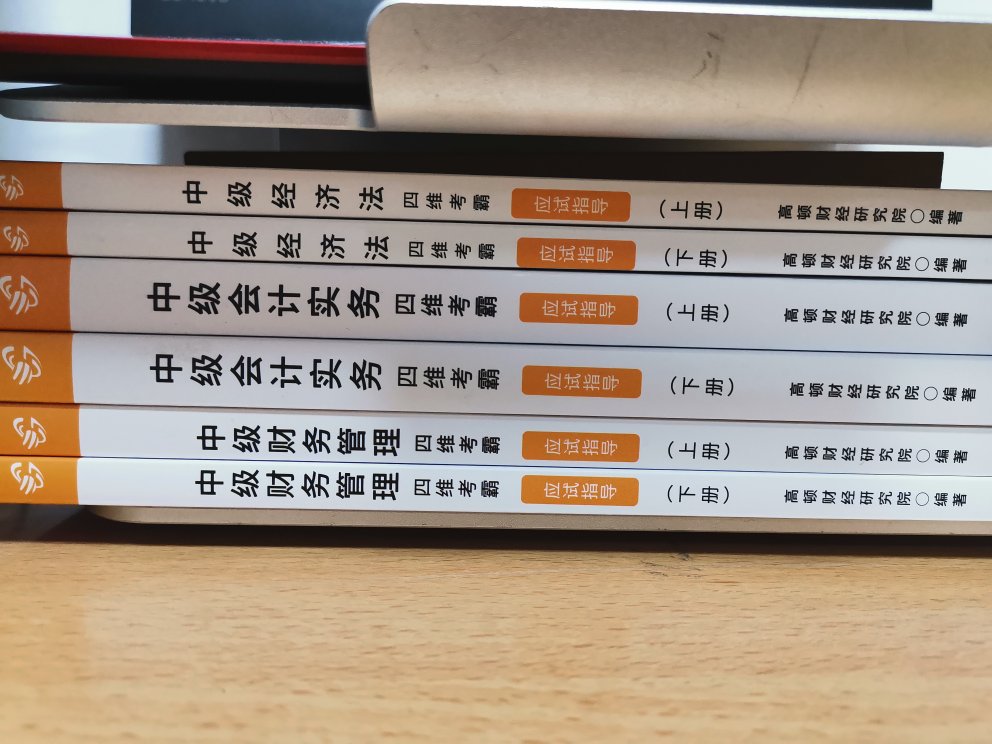 中级经济法 四维考霸 应试指导 （上册） 高顿财经研究院○编著
中级经济法 四维考霸 应试指导 （下册） 高顿财经研究院○编著
中级会计实务 四维考霸 应试指导 （上册） 高顿财经研究院○编著
中级会计实务 四维考霸 应试指导 （下册） 高顿财经研究院○编著
中级财务管理 四维考霸 应试指导 （上册） 高顿财经研究院○编著
中级财务管理 四维考霸 应试指导 （下册） 高顿财经研究院○编著